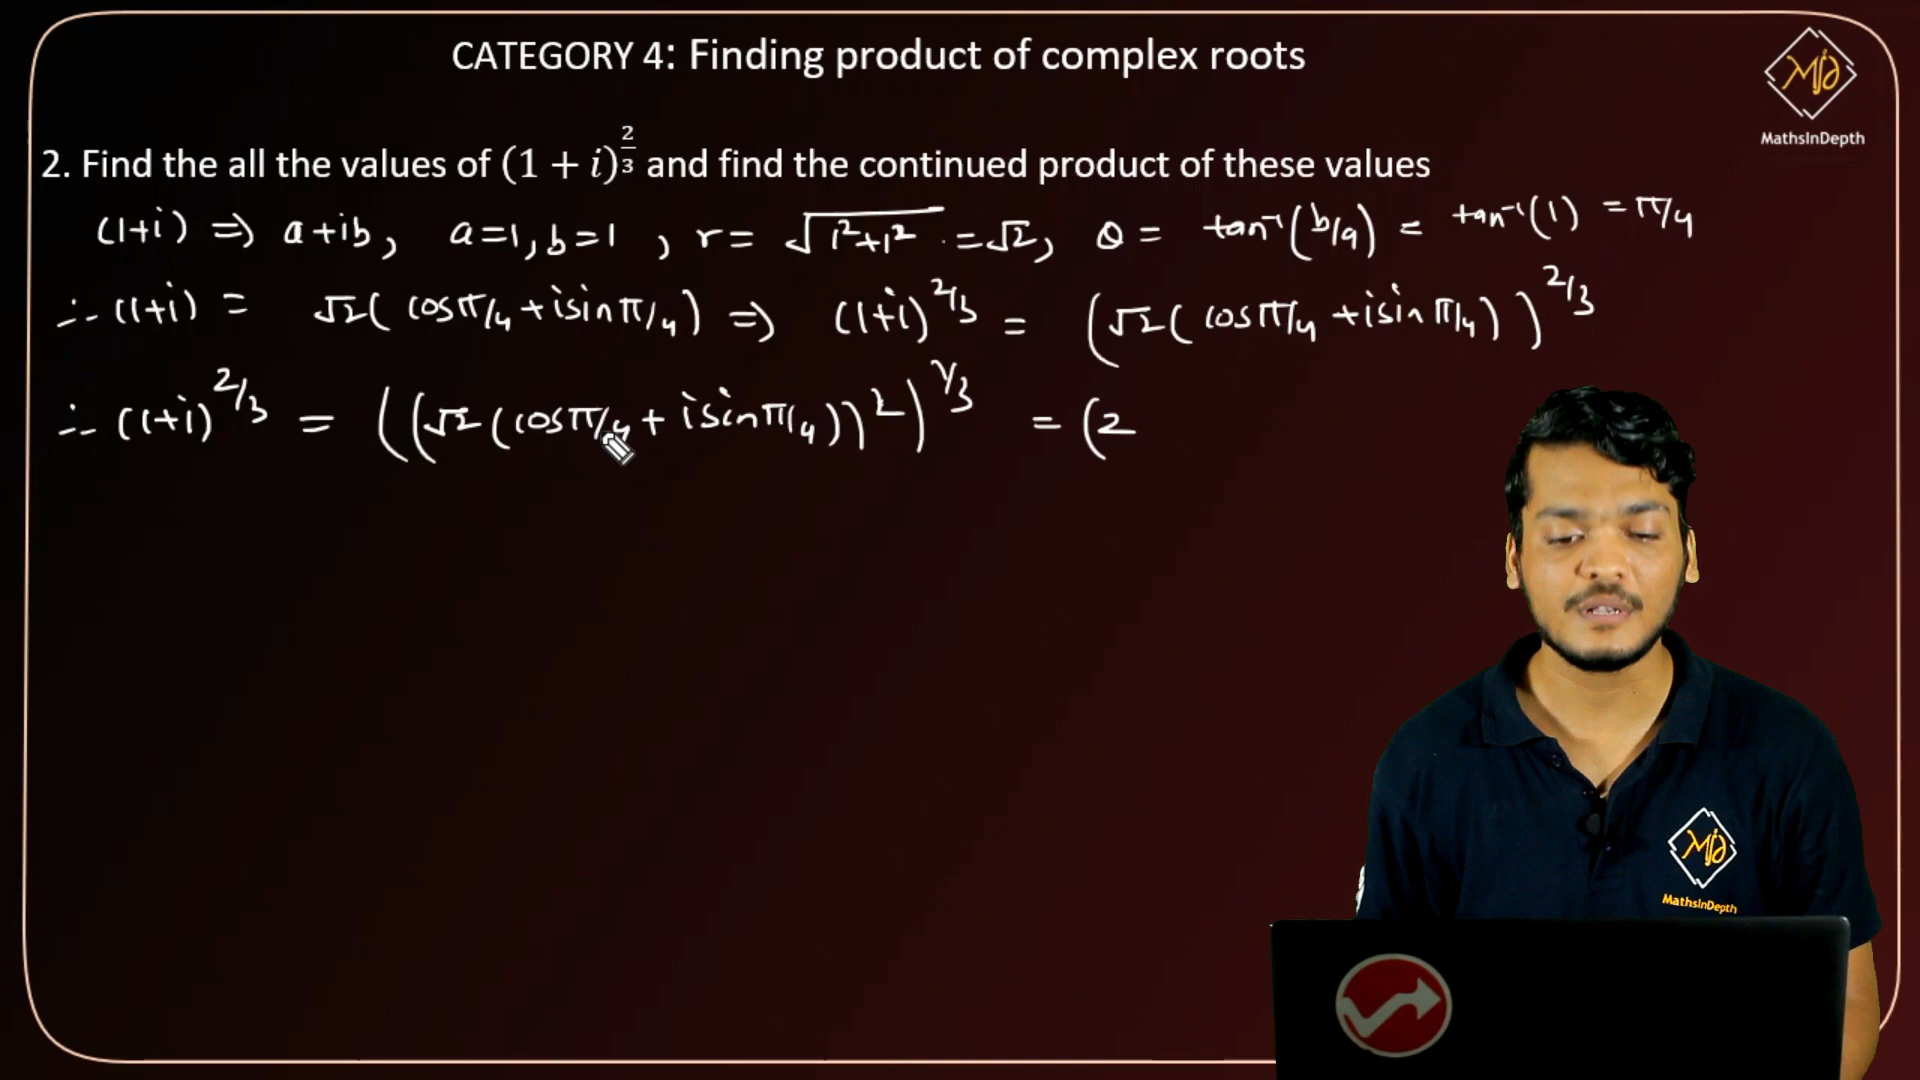 CATEGORY 4: Finding product of complex roots
MathsInDepth
2. Find the all the values of (1 + i)^(2/3) and find the continued product of these values
(1+i) ⇒ a+ib, a=1, b=1, r = √(1²+1²) = √2, θ = tan⁻¹(b/a) = tan⁻¹(1) = π/4
∴ (1+i) = √2(cosπ/4 + isinπ/4) ⇒ (1+i)^(2/3) = (√2(cosπ/4 + isinπ/4))^(2/3)
∴ (1+i)^(2/3) = ((√2(cosπ/4 + isinπ/4))²)^(1/3) = (2
MathsInDepth